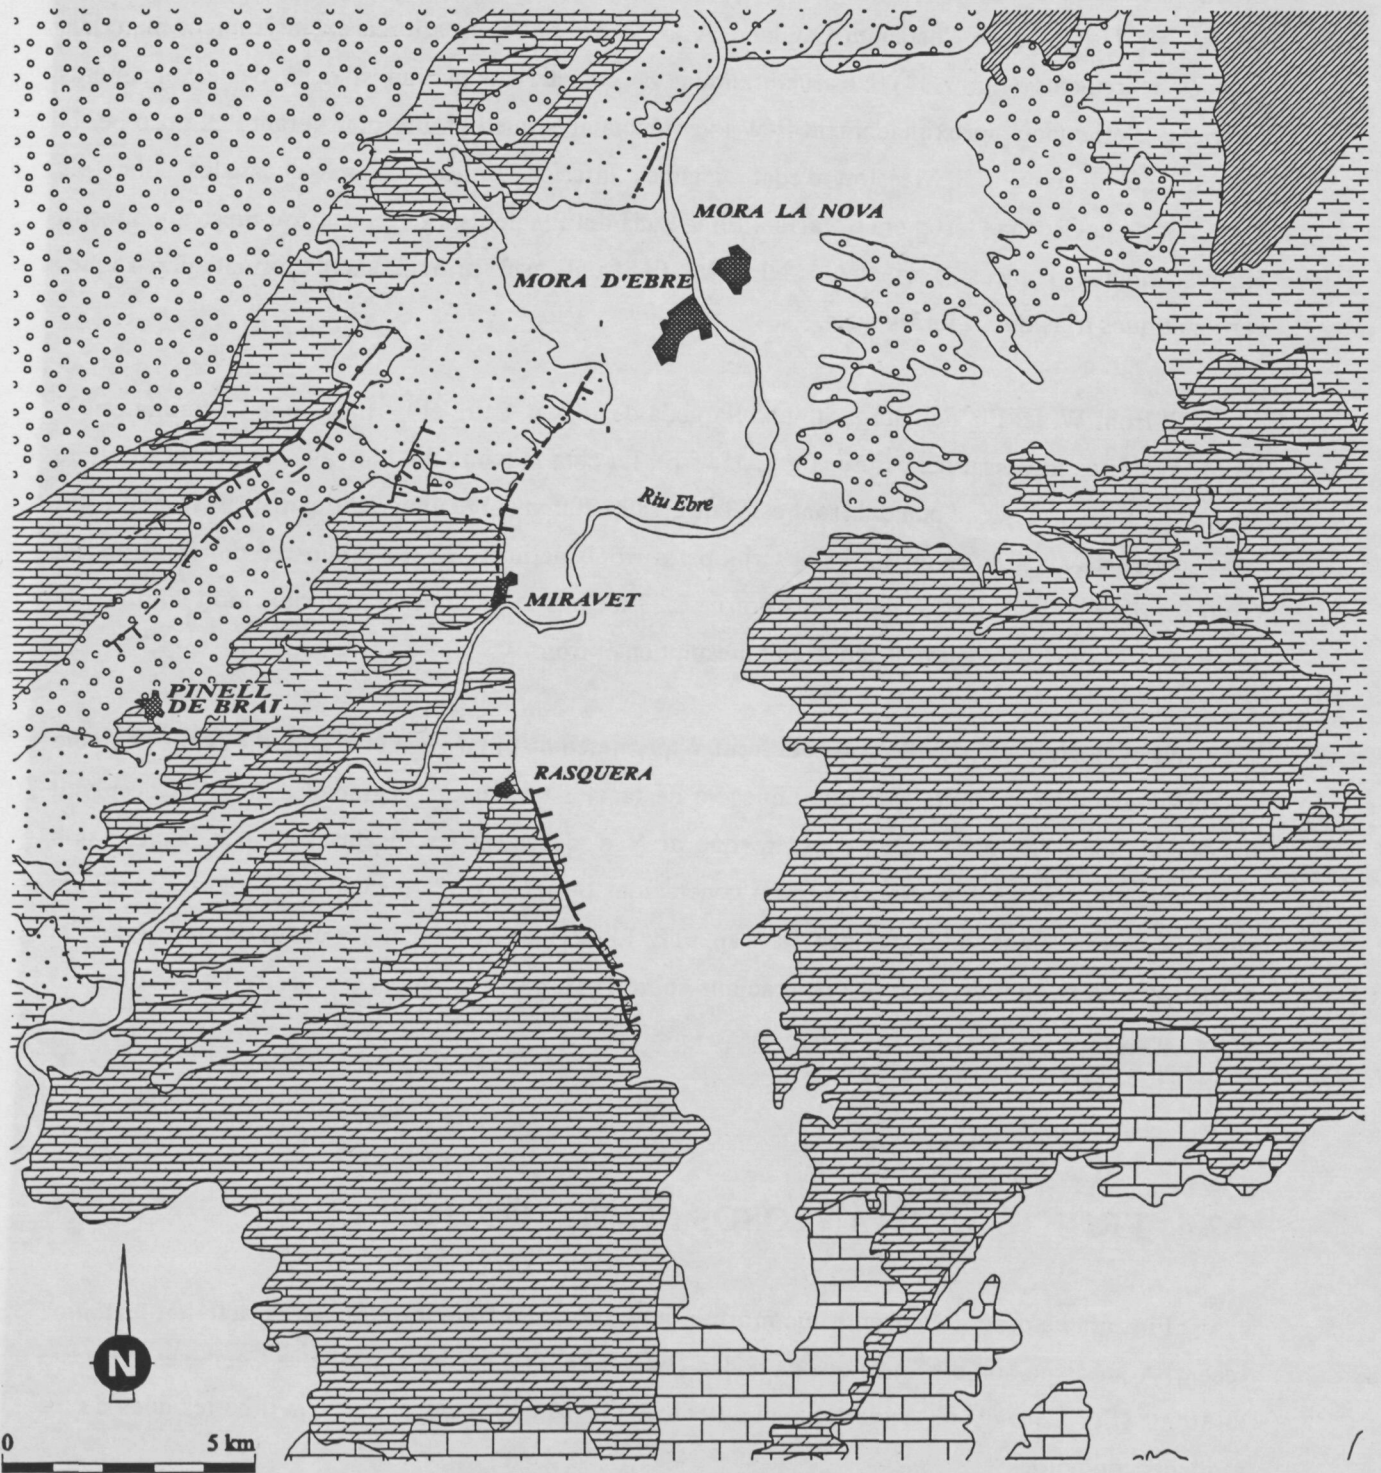 MORA LA NOVA
MORA D'EBRE
Riu Ebre
MIRAVET
PINELL
DE BRAI
RASQUERA
N
0 5 km